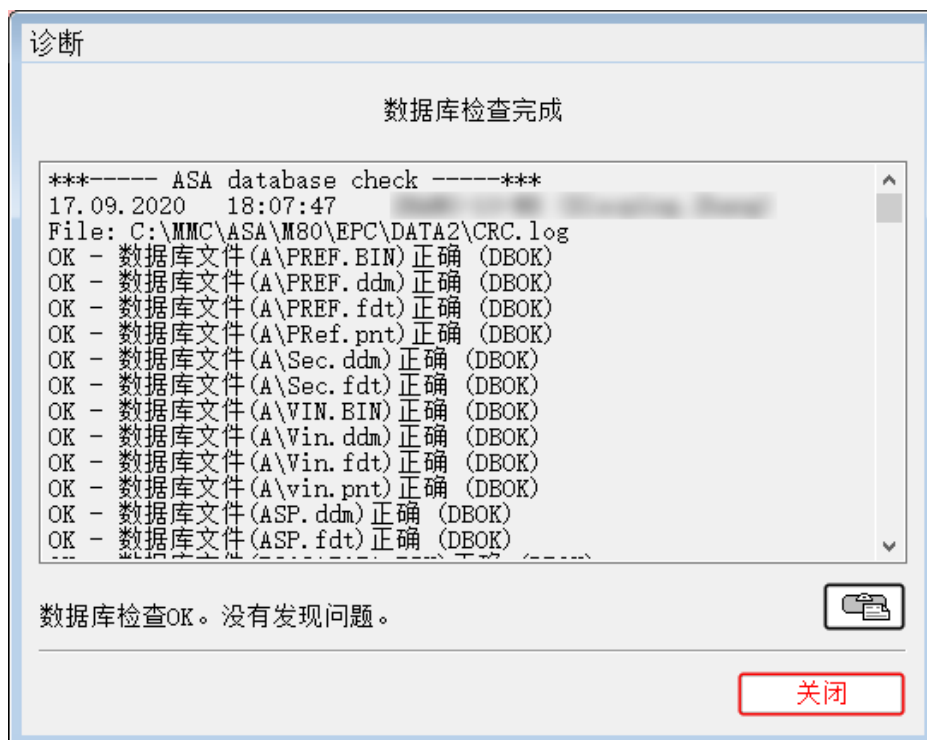 诊断
数据库检查完成
***----- ASA database check -----***
17.09.2020 18:07:47
File: C:\MMC\ASA\M80\EPC\DATA2\CRC.log
OK - 数据库文件(A\PREF.BIN)正确 (DBOK)
OK - 数据库文件(A\PREF.ddm)正确 (DBOK)
OK - 数据库文件(A\PREF.fdt)正确 (DBOK)
OK - 数据库文件(A\PRef.pnt)正确 (DBOK)
OK - 数据库文件(A\Sec.ddm)正确 (DBOK)
OK - 数据库文件(A\Sec.fdt)正确 (DBOK)
OK - 数据库文件(A\VIN.BIN)正确 (DBOK)
OK - 数据库文件(A\Vin.ddm)正确 (DBOK)
OK - 数据库文件(A\Vin.fdt)正确 (DBOK)
OK - 数据库文件(A\vin.pnt)正确 (DBOK)
OK - 数据库文件(ASP.ddm)正确 (DBOK)
OK - 数据库文件(ASP.fdt)正确 (DBOK)
数据库检查OK。没有发现问题。
关闭